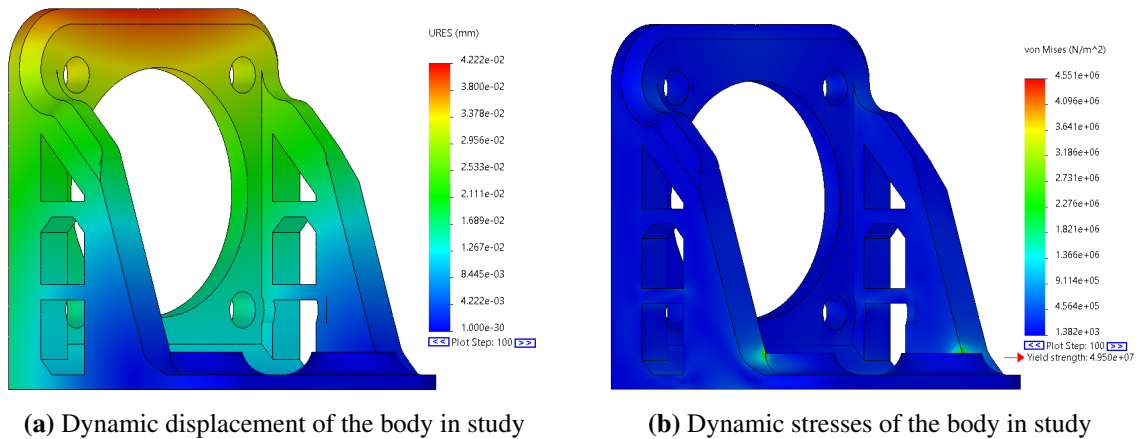 URES (mm)
4.222e-02
3.800e-02
3.378e-02
2.956e-02
2.533e-02
2.111e-02
1.689e-02
1.267e-02
8.445e-03
4.222e-03
1.000e-30
<< Plot Step: 100 >>
von Mises (N/m^2)
4.551e+06
4.096e+06
3.641e+06
3.186e+06
2.731e+06
2.276e+06
1.821e+06
1.366e+06
9.114e+05
4.564e+05
1.382e+03
<< Plot Step: 100 >>
Yield strength: 4.950e+07
(a) Dynamic displacement of the body in study
(b) Dynamic stresses of the body in study